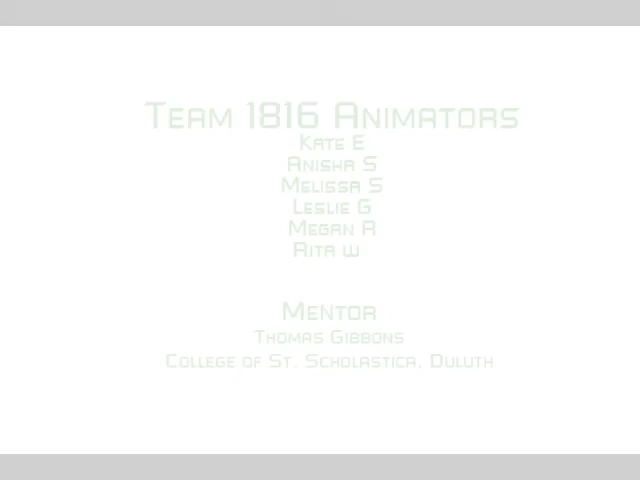 Team 1816 Animators
Kate E
Anisha S
Melissa S
Leslie G
Megan R
Rita W
Mentor
Thomas Gibbons
College of St. Scholastica, Duluth